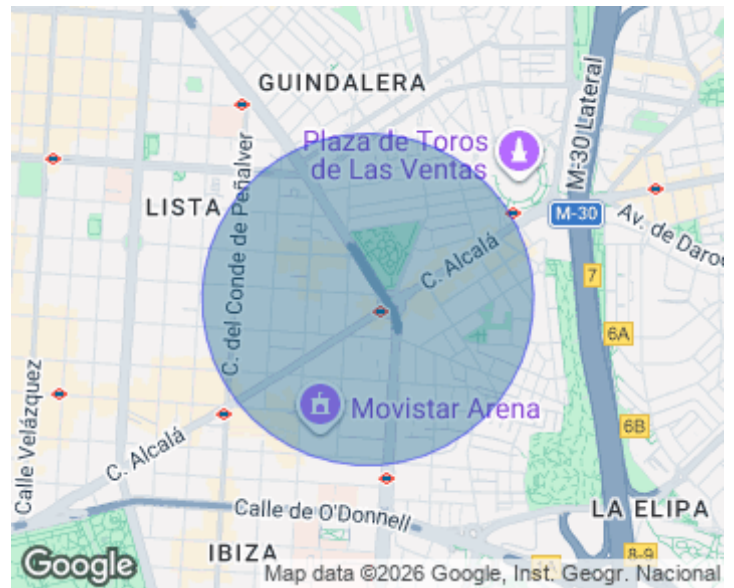 GUINDALERA
Plaza de Toros
de Las Ventas
M-30 Lateral
LISTA
C. del Conde de Peñalver
M-30
Av. de Daroc
C. Alcalá
7
6A
Movistar Arena
Calle Velázquez
6B
C. Alcalá
Calle de O'Donnell
LA ELIPA
IBIZA
8-9
Google
Map data ©2026 Google, Inst. Geogr. Nacional